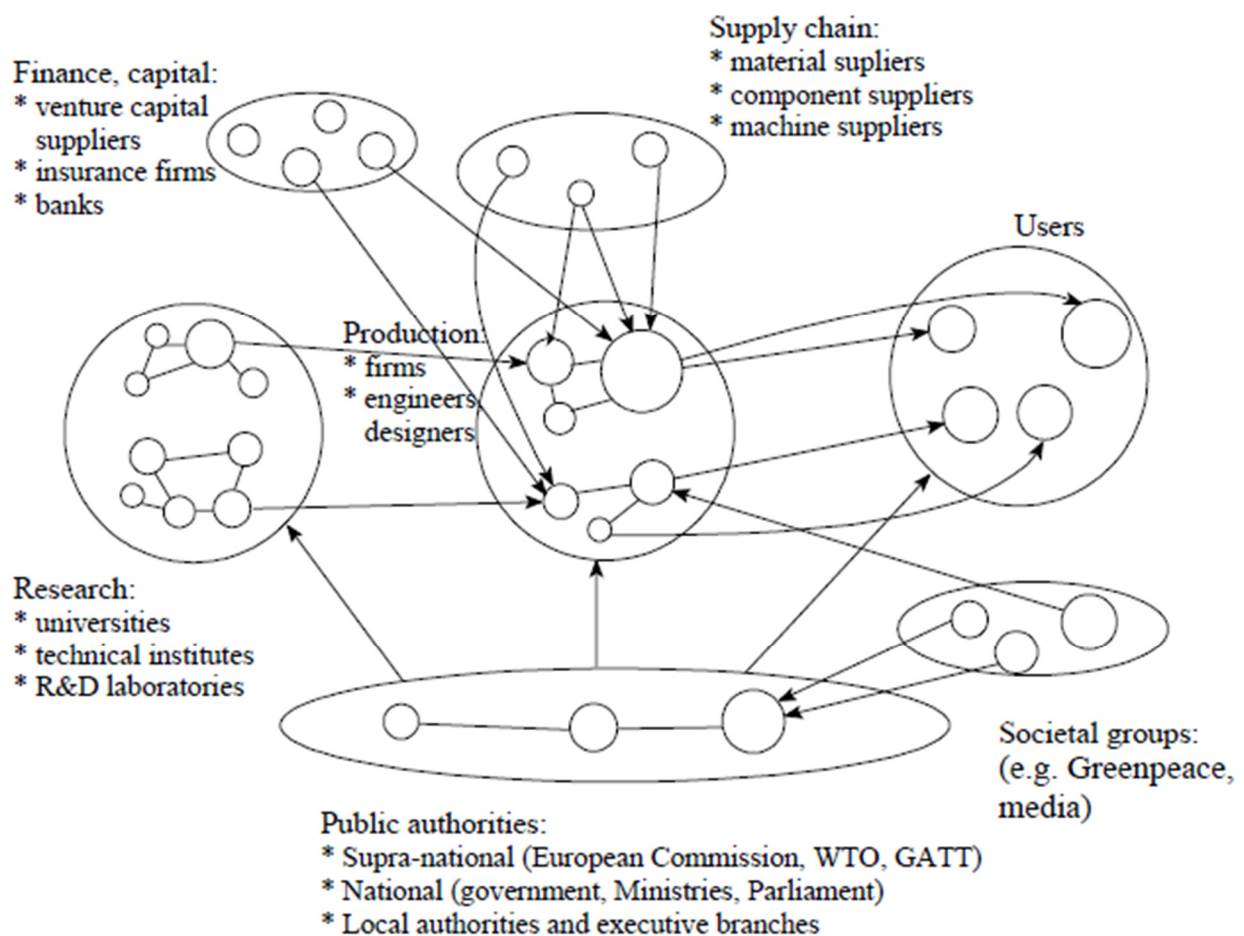 Supply chain:
* material supliers
* component suppliers
* machine suppliers
Finance, capital:
* venture capital
suppliers
* insurance firms
* banks
Users
Production:
* firms
* engineers,
designers
Research:
* universities
* technical institutes
* R&D laboratories
Societal groups:
(e.g. Greenpeace,
media)
Public authorities:
* Supra-national (European Commission, WTO, GATT)
* National (government, Ministries, Parliament)
* Local authorities and executive branches